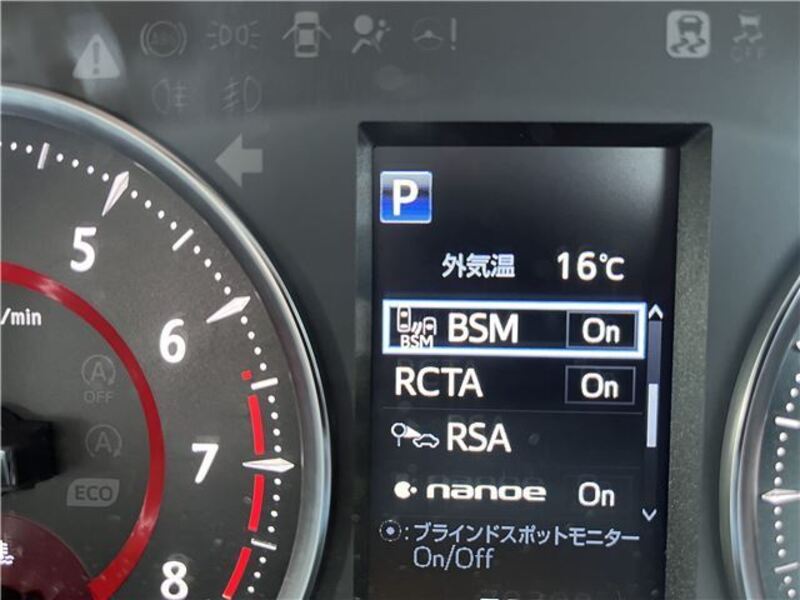 ABS
OFF
P
外気温 16℃
5
/min
6
BSM BSM On
RCTA On
OFF
RSA
7
nanoe On
ECO
:ブラインドスポットモニター
On/Off
8